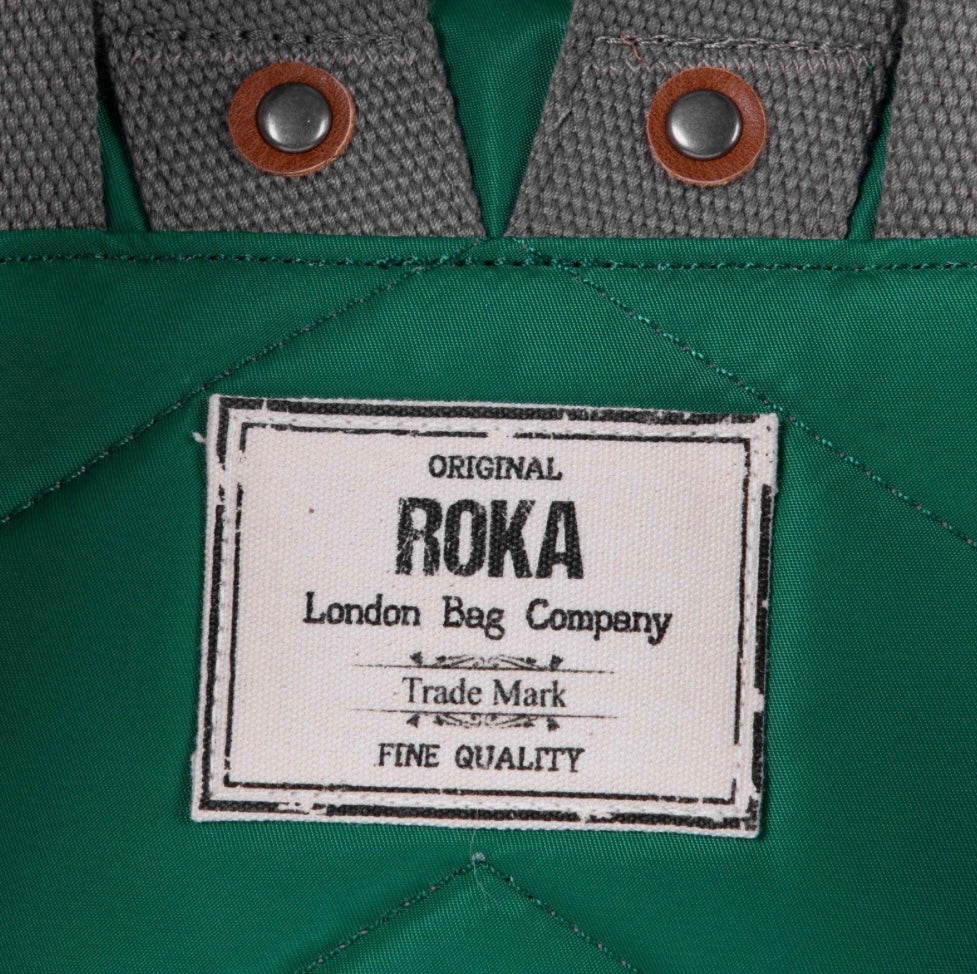 ORIGINAL
ROKA
London Bag Company
Trade Mark
FINE QUALITY